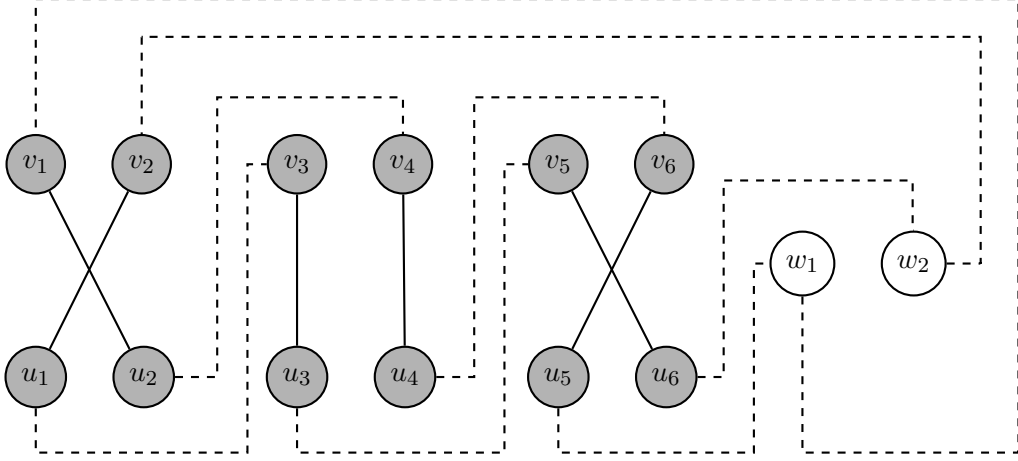 v₁ v₂ v₃ v₄ v₅ v₆
w₁ w₂
u₁ u₂ u₃ u₄ u₅ u₆